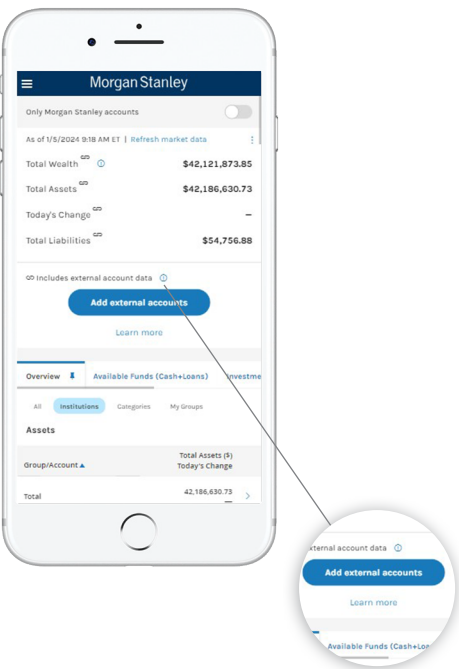 Morgan Stanley
Only Morgan Stanley accounts
As of 1/5/2024 9:18 AM ET | Refresh market data
Total Wealth $42,121,873.85
Total Assets $42,186,630.73
Today's Change –
Total Liabilities $54,756.88
Includes external account data
Add external accounts
Learn more
Overview Available Funds (Cash+Loans) Investme
All Institutions Categories My Groups
Assets
Total Assets ($)
Group/Account Today's Change
Total 42,186,630.73
–
xternal account data
Add external accounts
Learn more
Available Funds (Cash+Loa